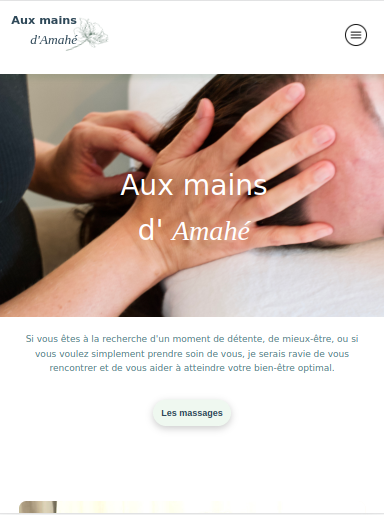 Aux mains
d'Amahé
Aux mains
d' Amahé
Si vous êtes à la recherche d'un moment de détente, de mieux-être, ou si
vous voulez simplement prendre soin de vous, je serais ravie de vous
rencontrer et de vous aider à atteindre votre bien-être optimal.
Les massages